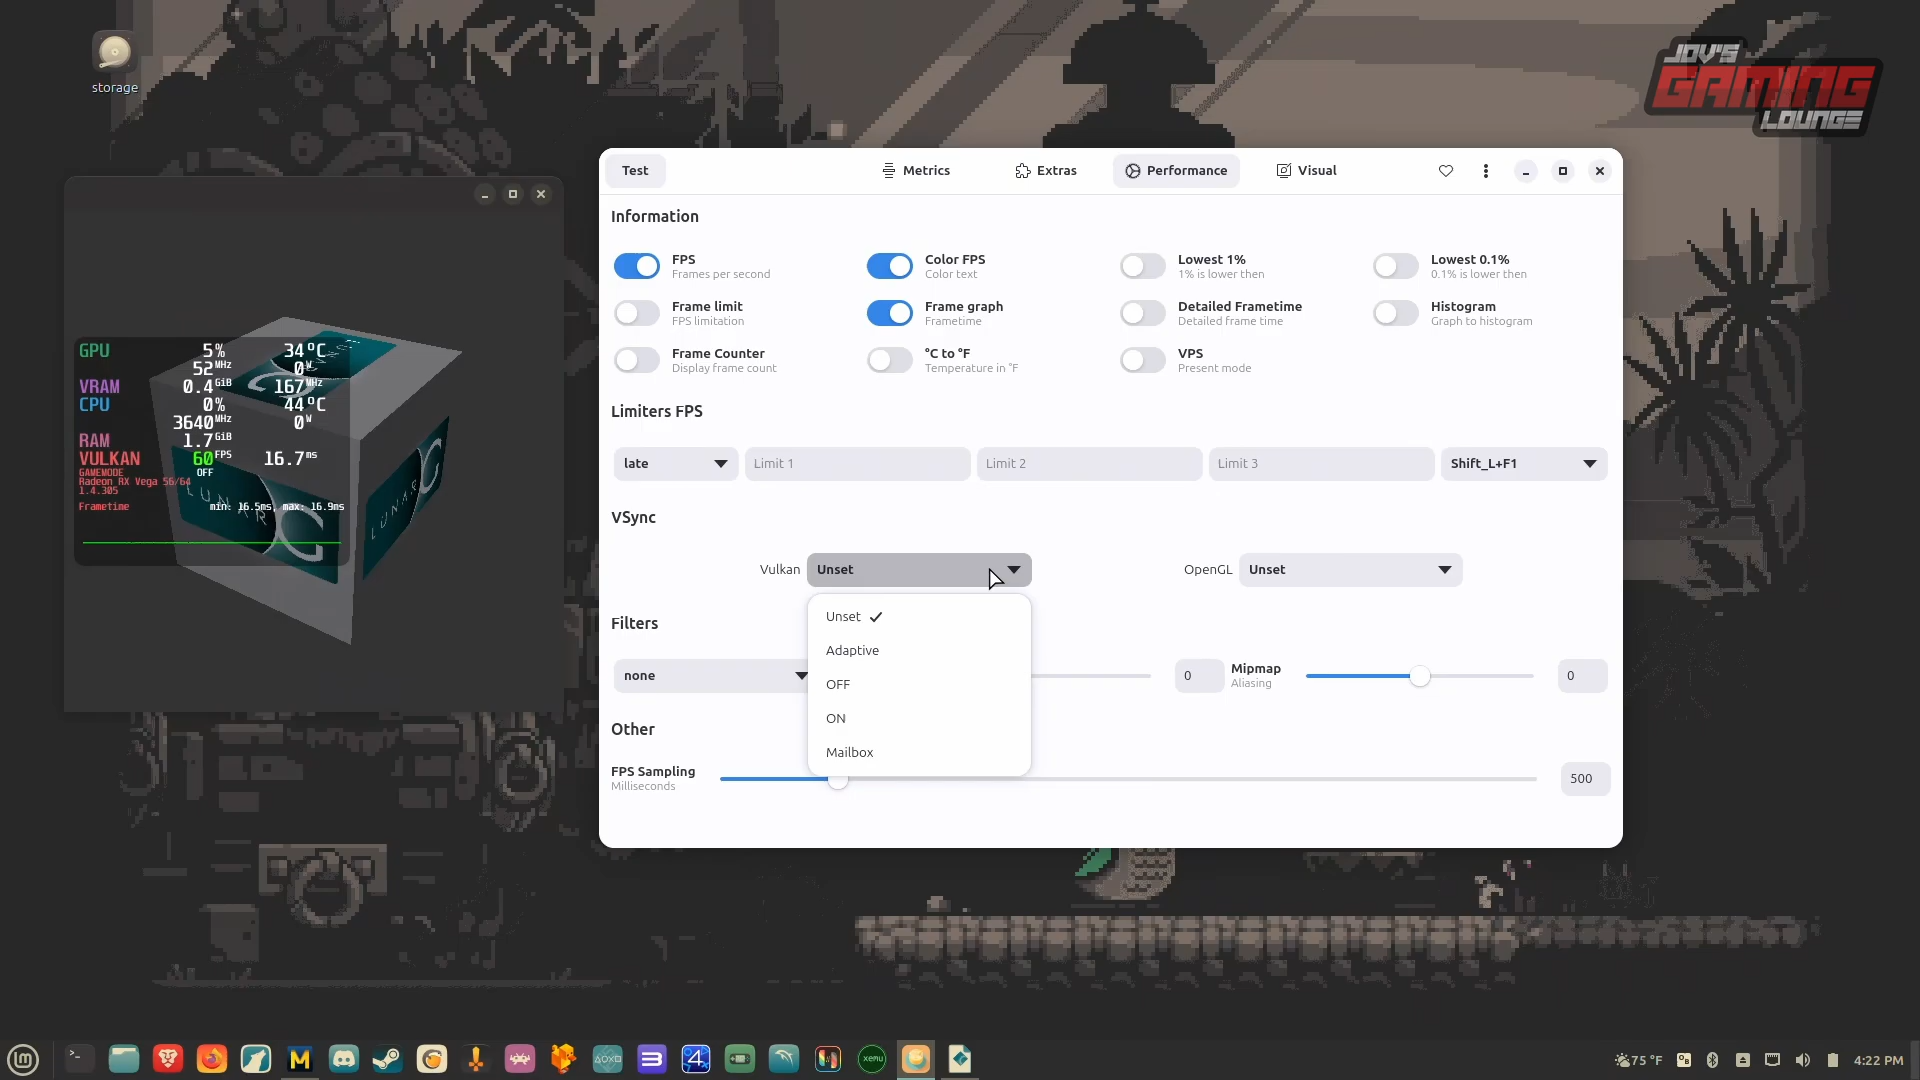 storage
JOV'S
GAMING
LOUNGE
GPU 5% 34°C
52MHz 0W
VRAM 0.4GiB 167MHz
CPU 0% 44°C
3640MHz 0W
RAM 1.7GiB
VULKAN 60FPS 16.7ms
GAMEMODE OFF
Radeon RX Vega 56/64
1.4.305
Frametime min: 16.5ms, max: 16.9ms
LUNAR
LUNAR
Test
Metrics
Extras
Performance
Visual
Information
FPS
Frames per second
Color FPS
Color text
Lowest 1%
1% is lower then
Lowest 0.1%
0.1% is lower then
Frame limit
FPS limitation
Frame graph
Frametime
Detailed Frametime
Detailed frame time
Histogram
Graph to histogram
Frame Counter
Display frame count
°C to °F
Temperature in °F
VPS
Present mode
Limiters FPS
late
Limit 1
Limit 2
Limit 3
Shift_L+F1
VSync
Vulkan
Unset
OpenGL
Unset
Unset ✓
Adaptive
OFF
ON
Mailbox
Filters
none
0
Mipmap
Aliasing
0
Other
FPS Sampling
Milliseconds
500
xemu
75 °F
4:22 PM